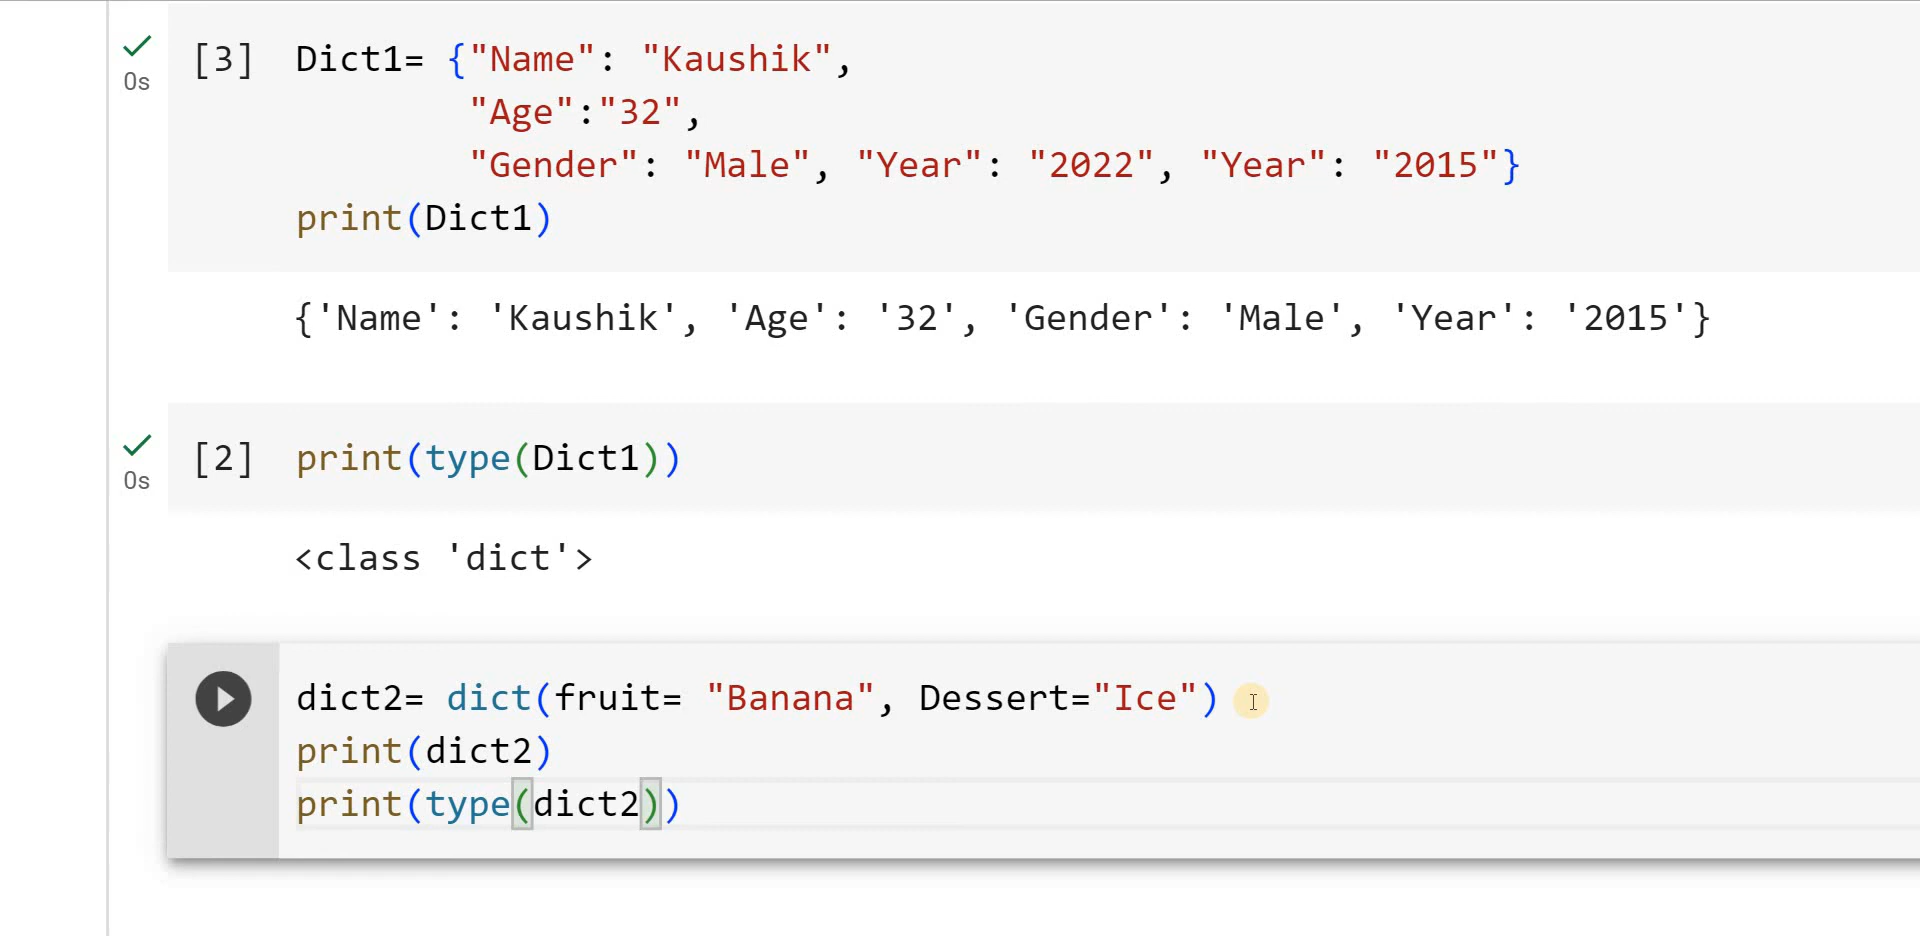 [3] Dict1= {"Name": "Kaushik",
0s
"Age":"32",
"Gender": "Male", "Year": "2022", "Year": "2015"}
print(Dict1)
{'Name': 'Kaushik', 'Age': '32', 'Gender': 'Male', 'Year': '2015'}
[2] print(type(Dict1))
0s
<class 'dict'>
dict2= dict(fruit= "Banana", Dessert="Ice")
print(dict2)
print(type(dict2))